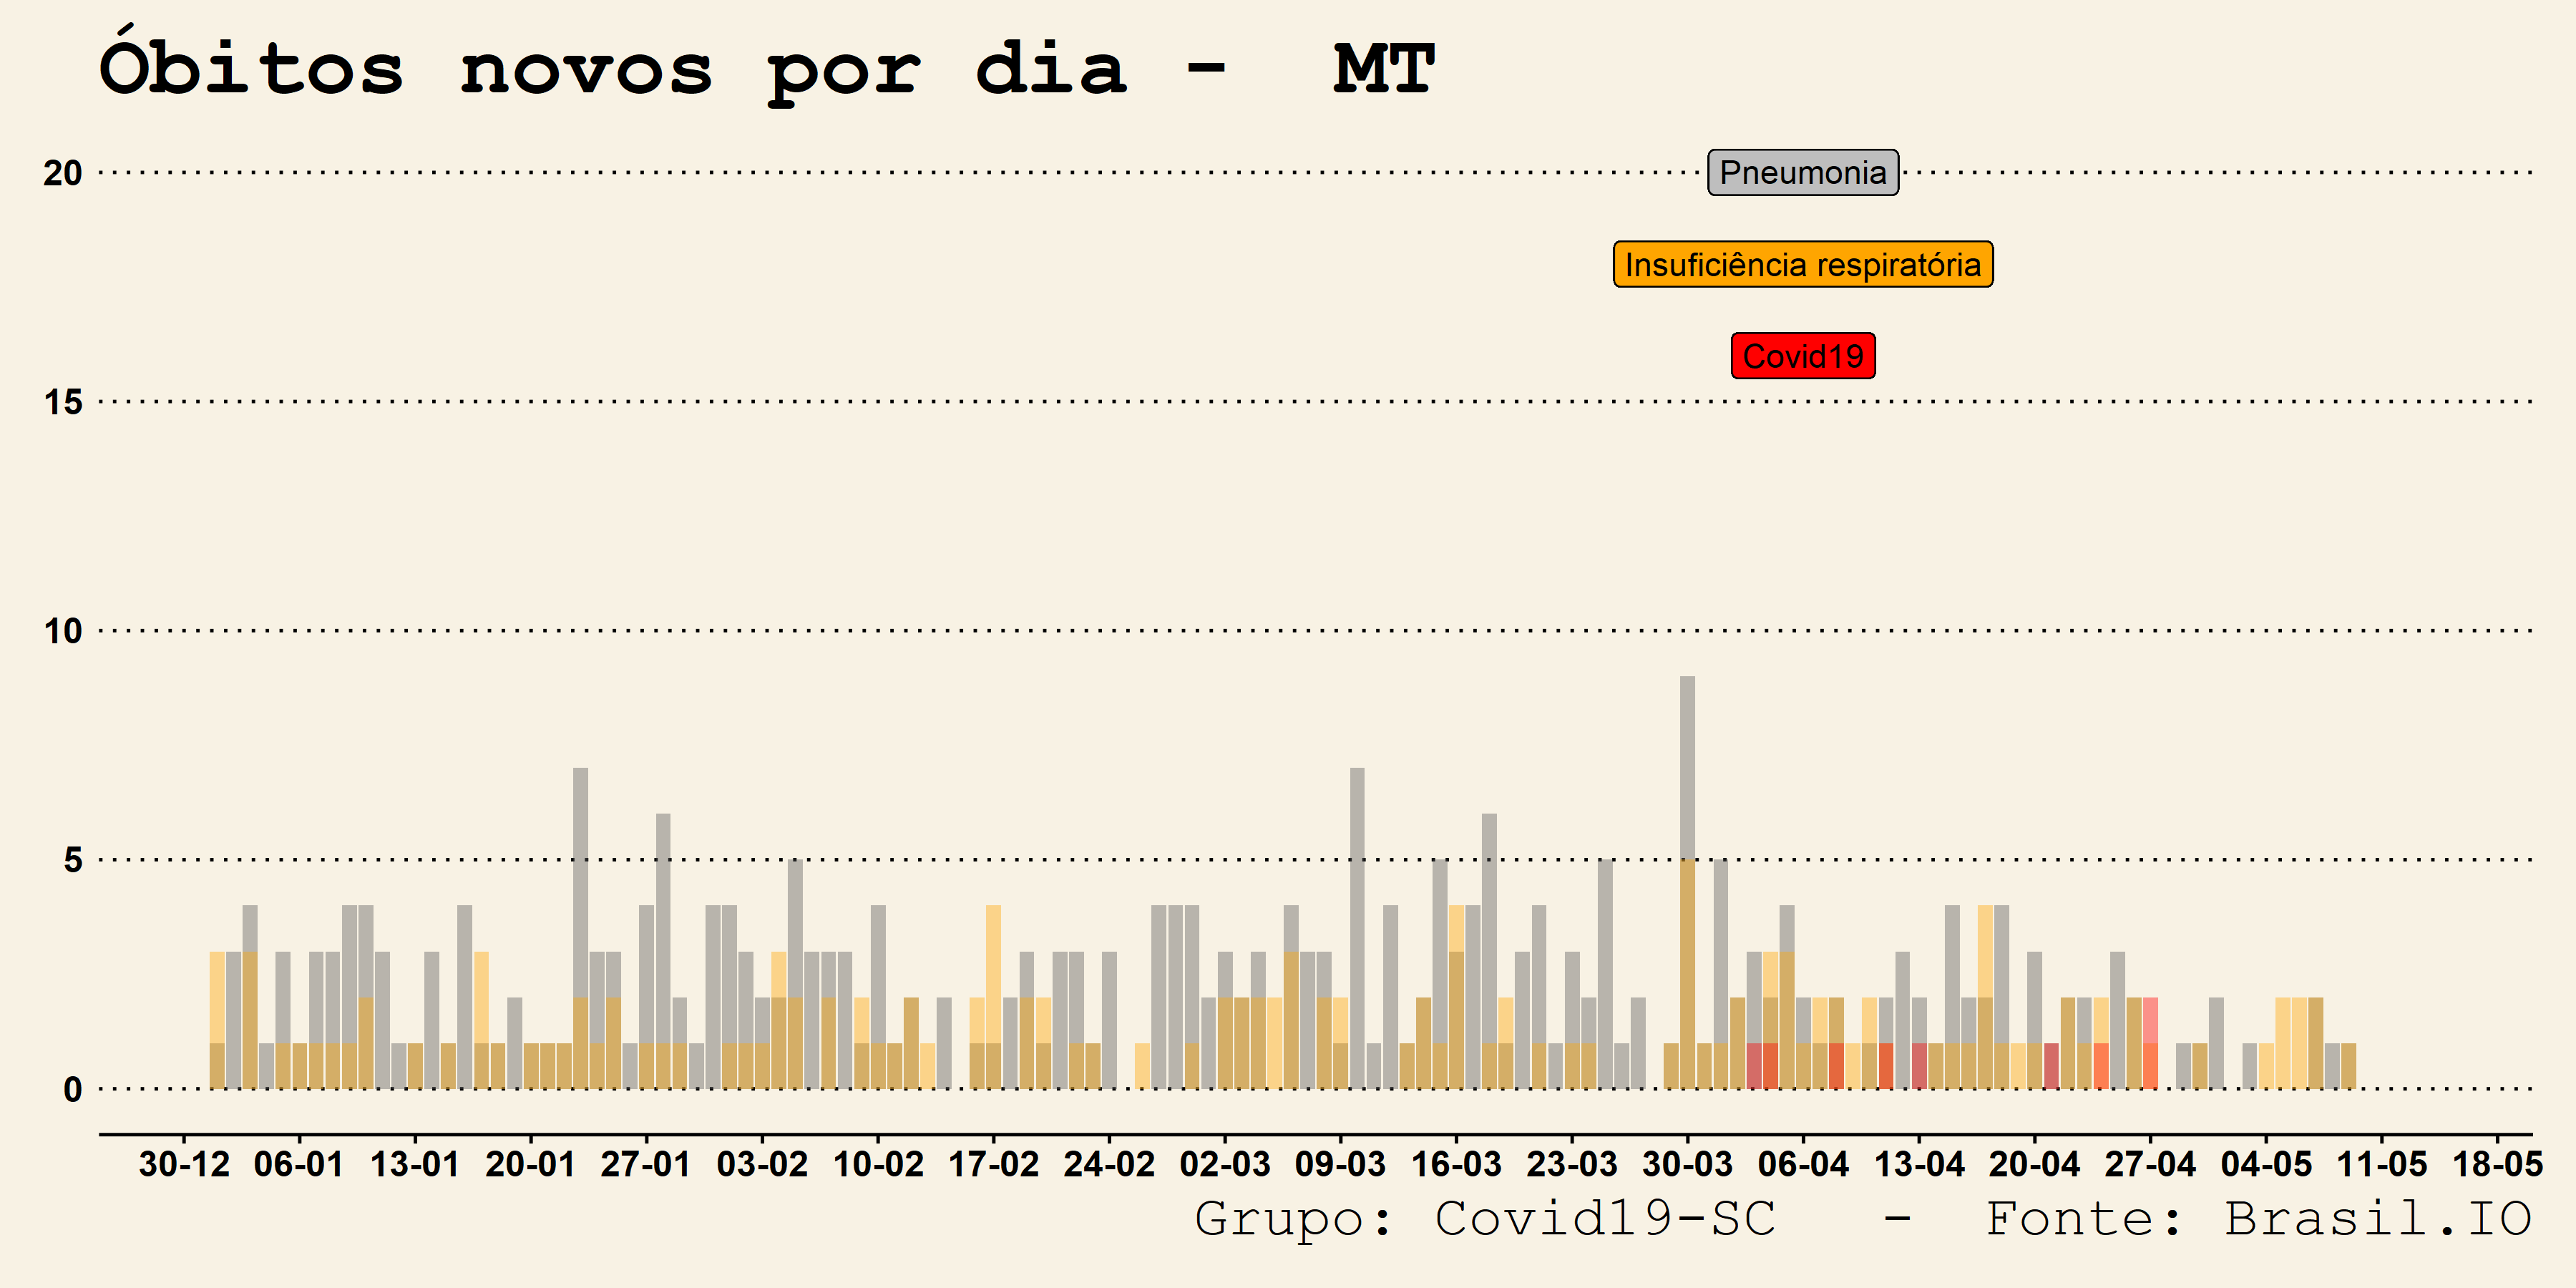 Óbitos novos por dia -  MT
20
Pneumonia
Insuficiência respiratória
Covid19
15
10
5
0
30-12 06-01 13-01 20-01 27-01 03-02 10-02 17-02 24-02 02-03 09-03 16-03 23-03 30-03 06-04 13-04 20-04 27-04 04-05 11-05 18-05
Grupo: Covid19-SC  -  Fonte: Brasil.IO